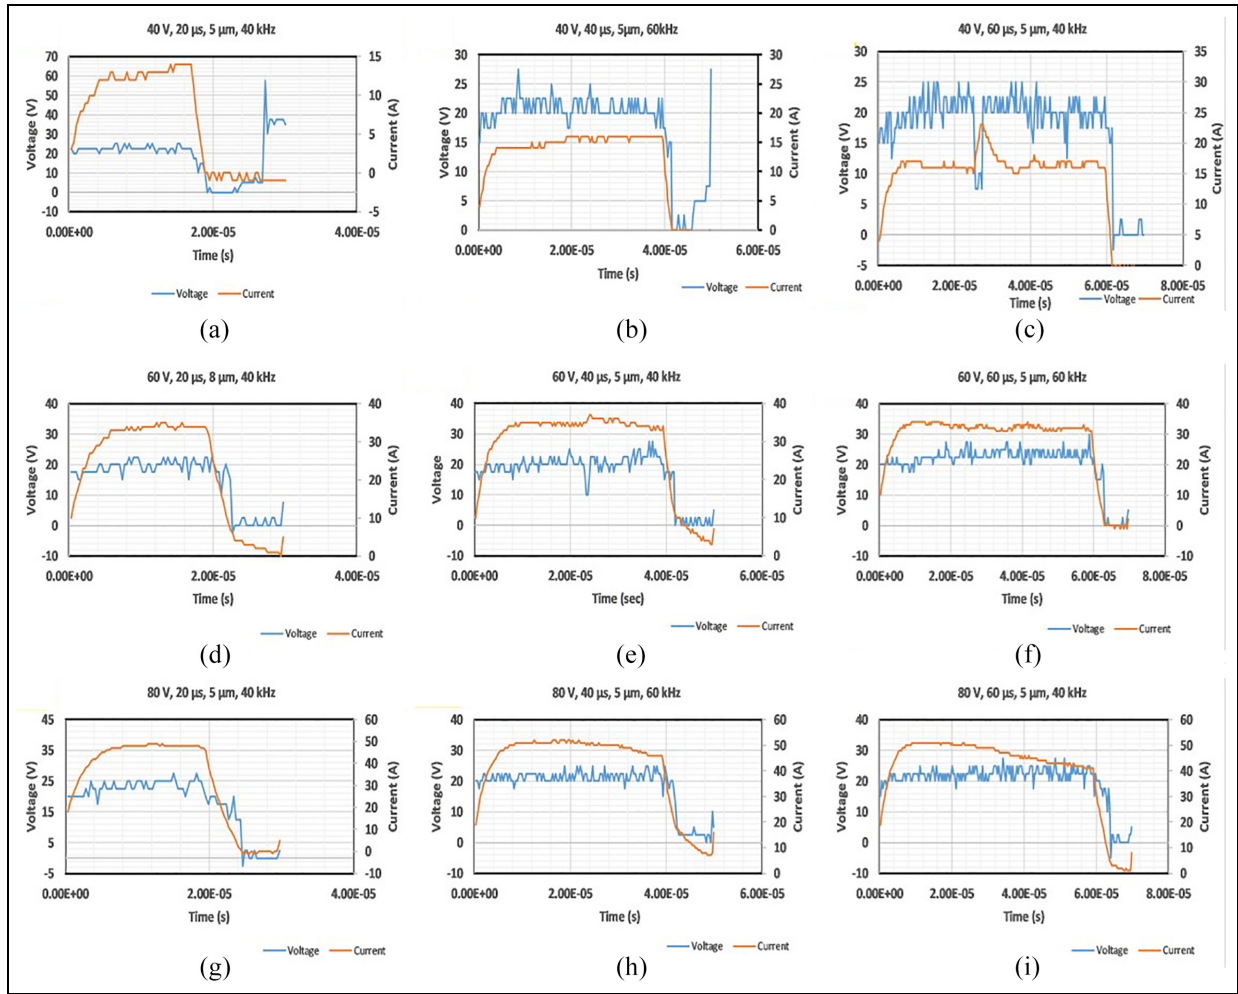 40 V, 20 µs, 5 µm, 40 kHz
Voltage (V)
70
60
50
40
30
20
10
0
-10
15
10
5
0
-5
Current (A)
0.00E+00 2.00E-05 4.00E-05
Time (s)
Voltage Current
(a)
40 V, 40 µs, 5µm, 60kHz
Voltage (V)
30
25
20
15
10
5
0
30
25
20
15
10
5
0
Current (A)
0.00E+00 2.00E-05 4.00E-05 6.00E-05
Time (s)
Voltage Current
(b)
40 V, 60 µs, 5 µm, 40 kHz
Voltage (V)
30
25
20
15
10
5
0
-5
35
30
25
20
15
10
5
0
Current (A)
0.00E+00 2.00E-05 4.00E-05 6.00E-05 8.00E-05
Time (s)
Voltage Current
(c)
60 V, 20 µs, 8 µm, 40 kHz
Voltage (V)
40
30
20
10
0
-10
40
30
20
10
0
Current (A)
0.00E+00 2.00E-05 4.00E-05
Time (s)
Voltage Current
(d)
60 V, 40 µs, 5 µm, 40 kHz
Voltage
40
30
20
10
0
-10
40
30
20
10
0
Current (A)
0.00E+00 2.00E-05 4.00E-05 6.00E-05
Time (sec)
Voltage Current
(e)
60 V, 60 µs, 5 µm, 60 kHz
Voltage (V)
40
30
20
10
0
-10
40
30
20
10
0
-10
Current (A)
0.00E+00 2.00E-05 4.00E-05 6.00E-05 8.00E-05
Time (s)
Voltage Current
(f)
80 V, 20 µs, 5 µm, 40 kHz
Voltage (V)
45
35
25
15
5
-5
60
50
40
30
20
10
0
-10
Current (A)
0.00E+00 2.00E-05 4.00E-05
Time (s)
Voltage Current
(g)
80 V, 40 µs, 5 µm, 60 kHz
Voltage (V)
40
30
20
10
0
-10
60
50
40
30
20
10
0
Current (A)
0.00E+00 2.00E-05 4.00E-05 6.00E-05
Time (s)
Voltage Current
(h)
80 V, 60 µs, 5 µm, 40 kHz
Voltage (V)
40
30
20
10
0
-10
60
50
40
30
20
10
0
Current (A)
0.00E+00 2.00E-05 4.00E-05 6.00E-05 8.00E-05
Time (s)
Voltage Current
(i)